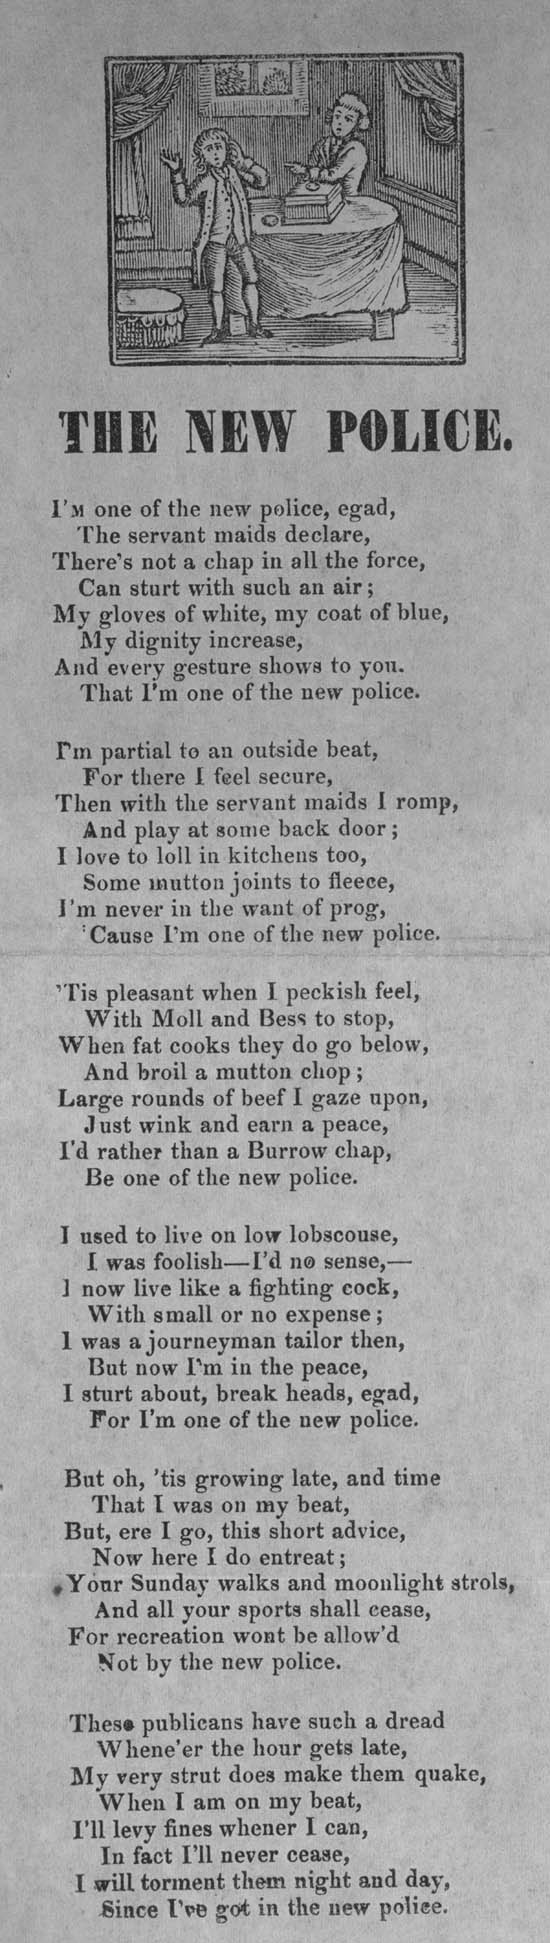 THE NEW POLICE.
I'M one of the new police, egad,
The servant maids declare,
There's not a chap in all the force,
Can sturt with such an air;
My gloves of white, my coat of blue,
My dignity increase,
And every gesture shows to you.
That I'm one of the new police.
I'm partial to an outside beat,
For there I feel secure,
Then with the servant maids I romp,
And play at some back door;
I love to loll in kitchens too,
Some mutton joints to fleece,
I'm never in the want of prog,
'Cause I'm one of the new police.
'Tis pleasant when I peckish feel,
With Moll and Bess to stop,
When fat cooks they do go below,
And broil a mutton chop;
Large rounds of beef I gaze upon,
Just wink and earn a peace,
I'd rather than a Burrow chap,
Be one of the new police.
I used to live on low lobscouse,
I was foolish—I'd no sense,—
I now live like a fighting cock,
With small or no expense;
I was a journeyman tailor then,
But now I'm in the peace,
I sturt about, break heads, egad,
For I'm one of the new police.
But oh, 'tis growing late, and time
That I was on my beat,
But, ere I go, this short advice,
Now here I do entreat;
Your Sunday walks and moonlight strols,
And all your sports shall cease,
For recreation wont be allow'd
Not by the new police.
These publicans have such a dread
Whene'er the hour gets late,
My very strut does make them quake,
When I am on my beat,
I'll levy fines whener I can,
In fact I'll never cease,
I will torment them night and day,
Since I've got in the new police.